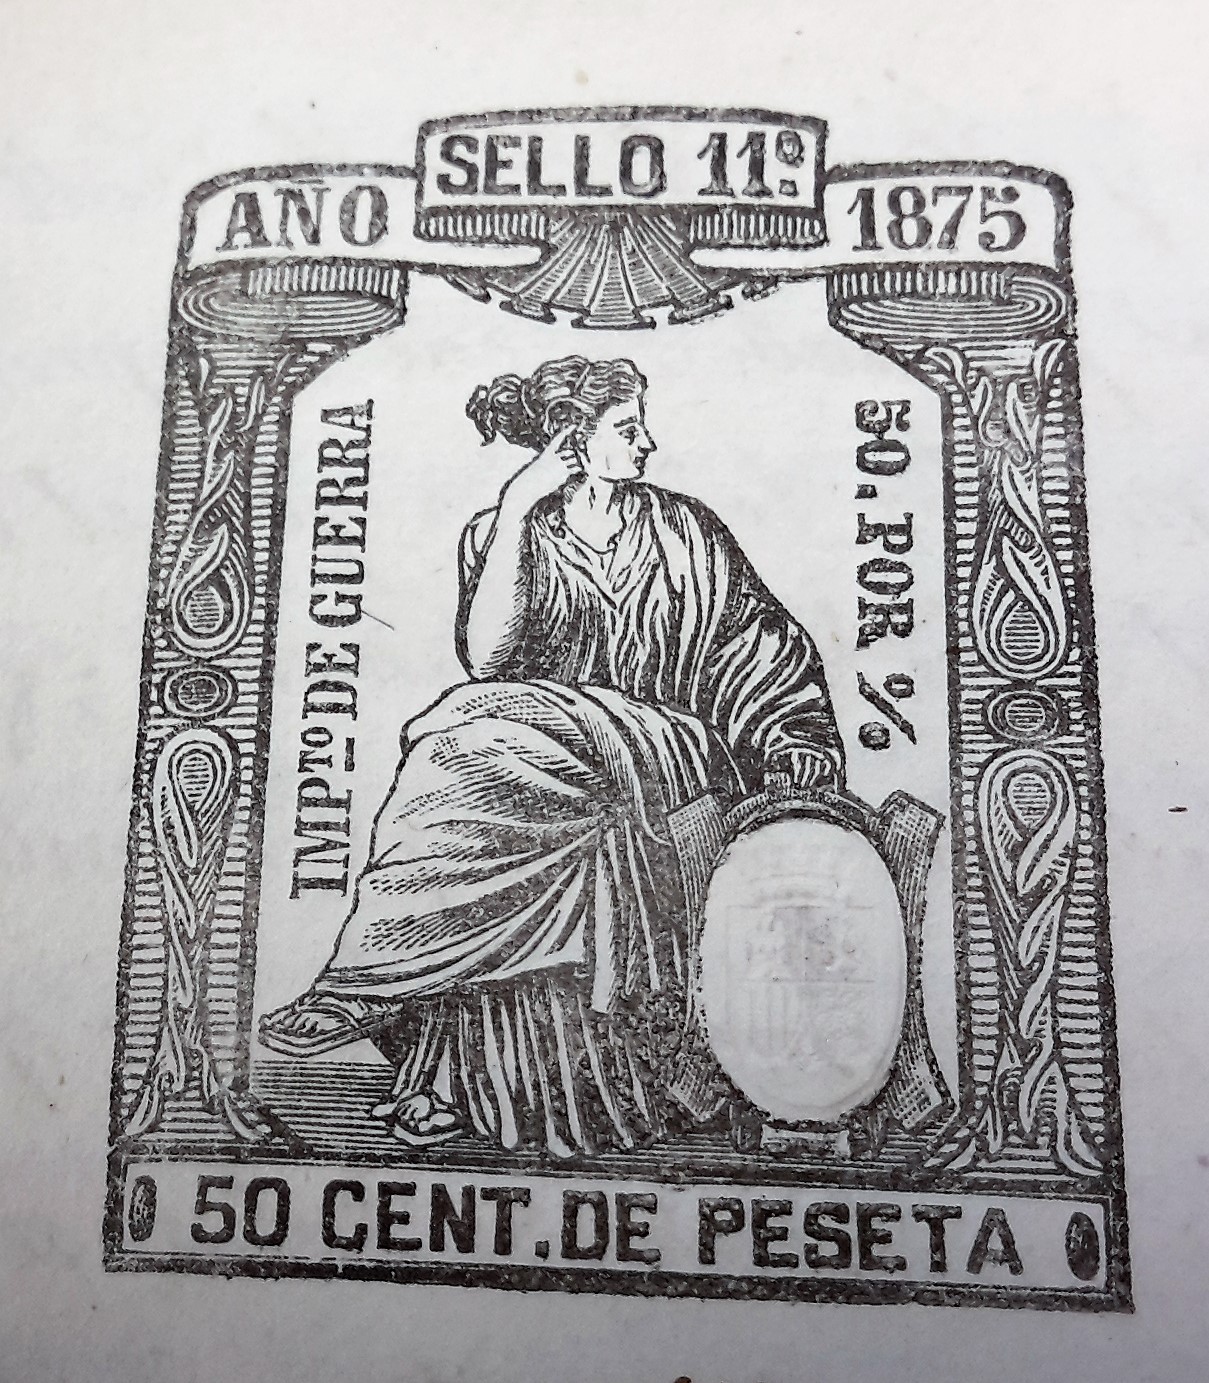 SELLO 11º
AÑO 1875
IMPTO DE GUERRA
50. POR %
50 CENT. DE PESETA